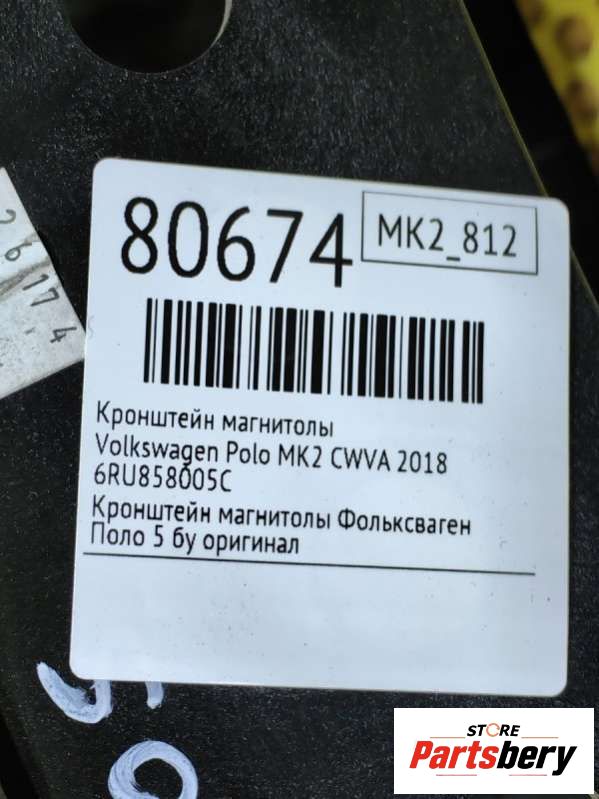 80674
MK2_812
Кронштейн магнитолы
Volkswagen Polo MK2 CWVA 2018
6RU858005C
Кронштейн магнитолы Фольксваген
Поло 5 бу оригинал
26174
STORE
Partsbery